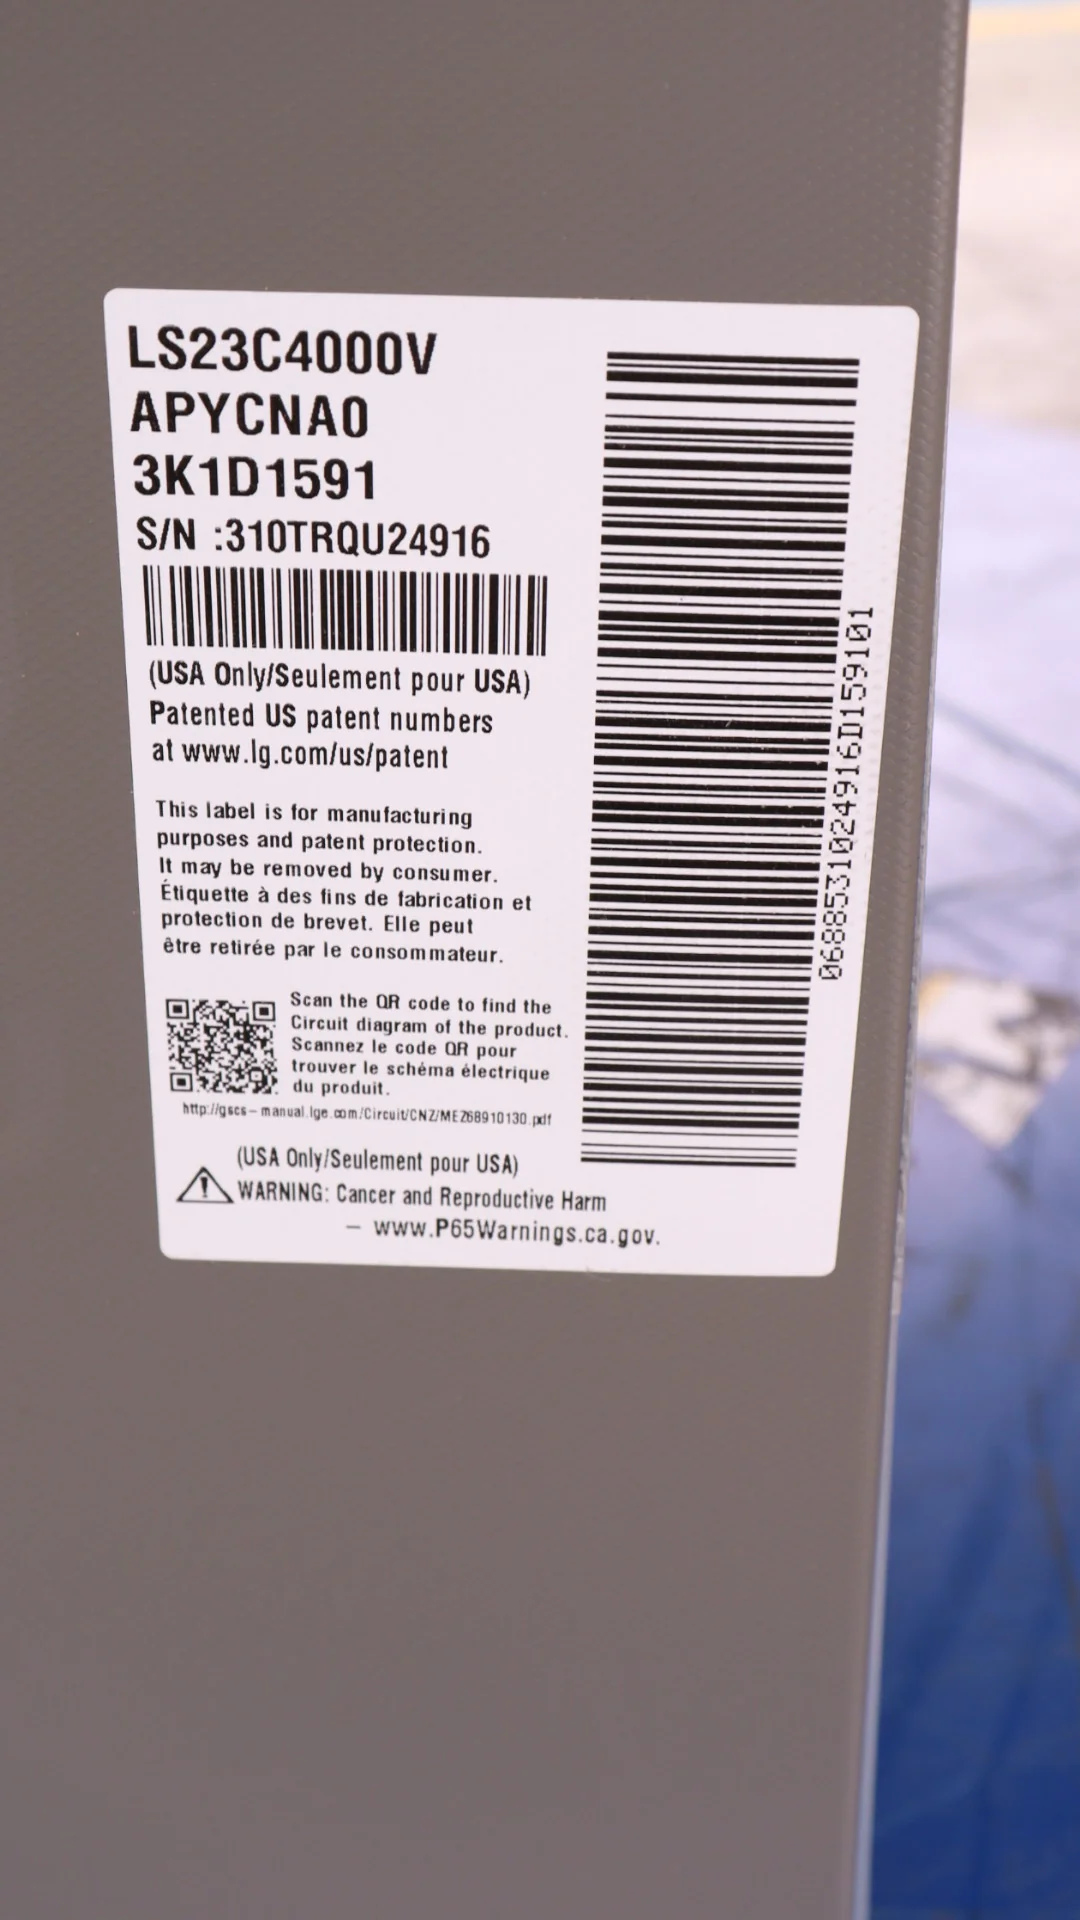 LS23C4000V
APYCNA0
3K1D1591
S/N :310TRQU24916
(USA Only/Seulement pour USA)
Patented US patent numbers
at www.lg.com/us/patent
This label is for manufacturing
purposes and patent protection.
It may be removed by consumer.
Étiquette à des fins de fabrication et
protection de brevet. Elle peut
être retirée par le consommateur.
Scan the QR code to find the
Circuit diagram of the product.
Scannez le code QR pour
trouver le schéma électrique
du produit.
http://gscs-manual.lge.com/Circuit/CNZ/MEZ68910130.pdf
(USA Only/Seulement pour USA)
WARNING: Cancer and Reproductive Harm
– www.P65Warnings.ca.gov.
0688531024916D159101